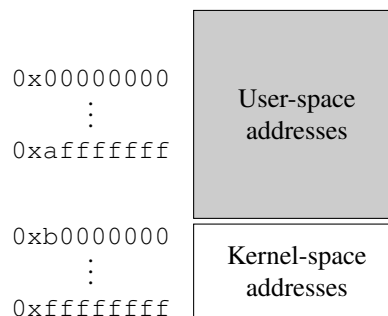 0x00000000
⋮
0xafffffff
User-space
addresses
0xb0000000
⋮
0xffffffff
Kernel-space
addresses